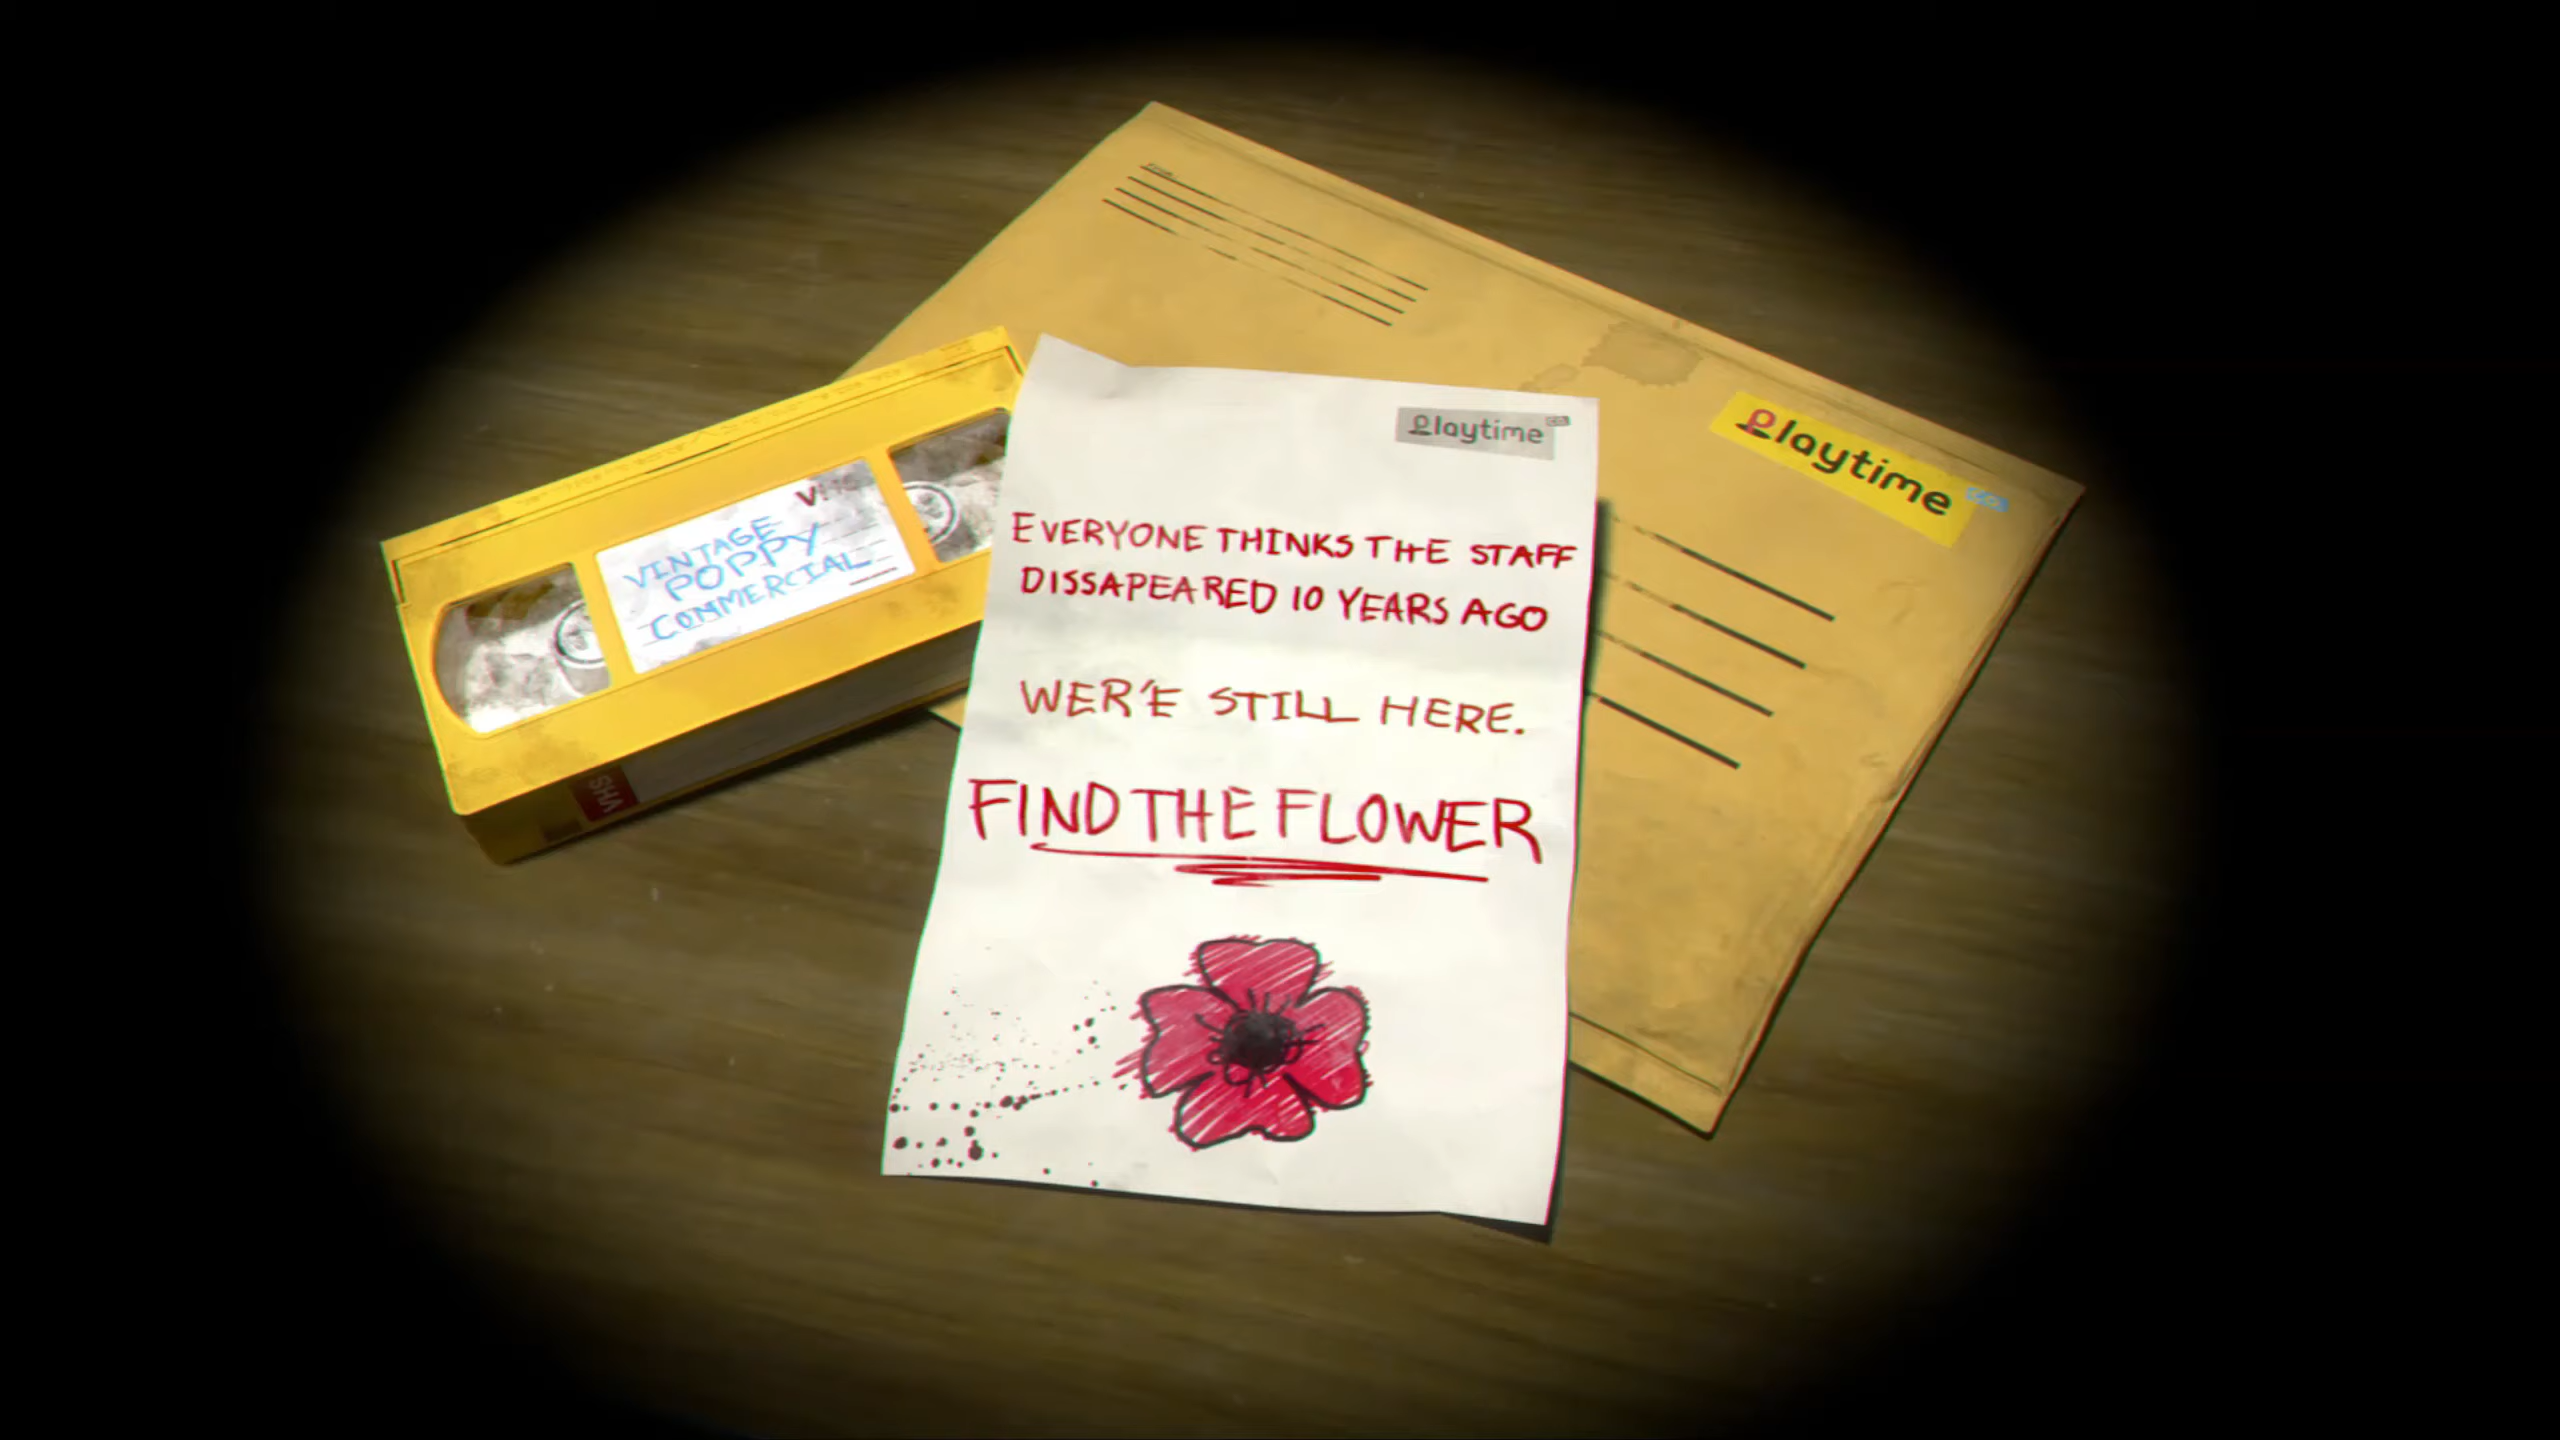 VINTAGE
POPPY
COMMERCIAL
VHS
Playtime
EVERYONE THINKS THE STAFF
DISSAPEARED 10 YEARS AGO
WER'E STILL HERE.
FIND THE FLOWER
Playtime